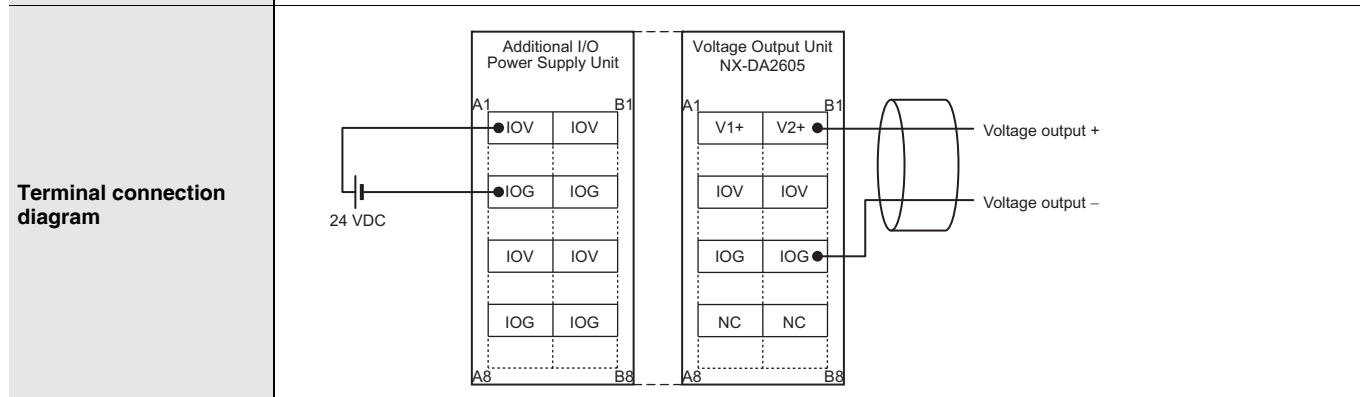 Terminal connection
diagram
Additional I/O
Power Supply Unit
A1 B1
IOV IOV
IOG IOG
IOV IOV
IOG IOG
A8 B8
24 VDC
Voltage Output Unit
NX-DA2605
A1 B1
V1+ V2+
IOV IOV
IOG IOG
NC NC
A8 B8
Voltage output +
Voltage output −